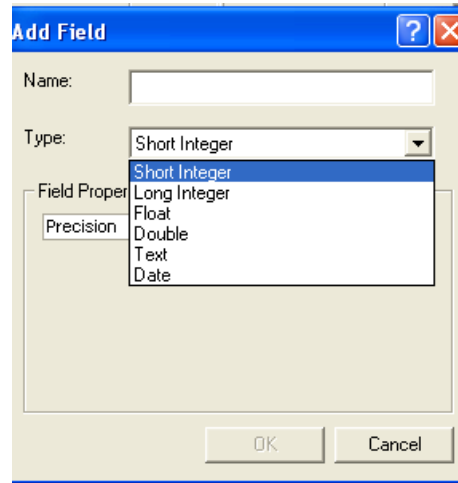 Add Field
Name:
Type:
Short Integer
Short Integer
Long Integer
Field Proper
Float
Precision
Double
Text
Date
OK
Cancel